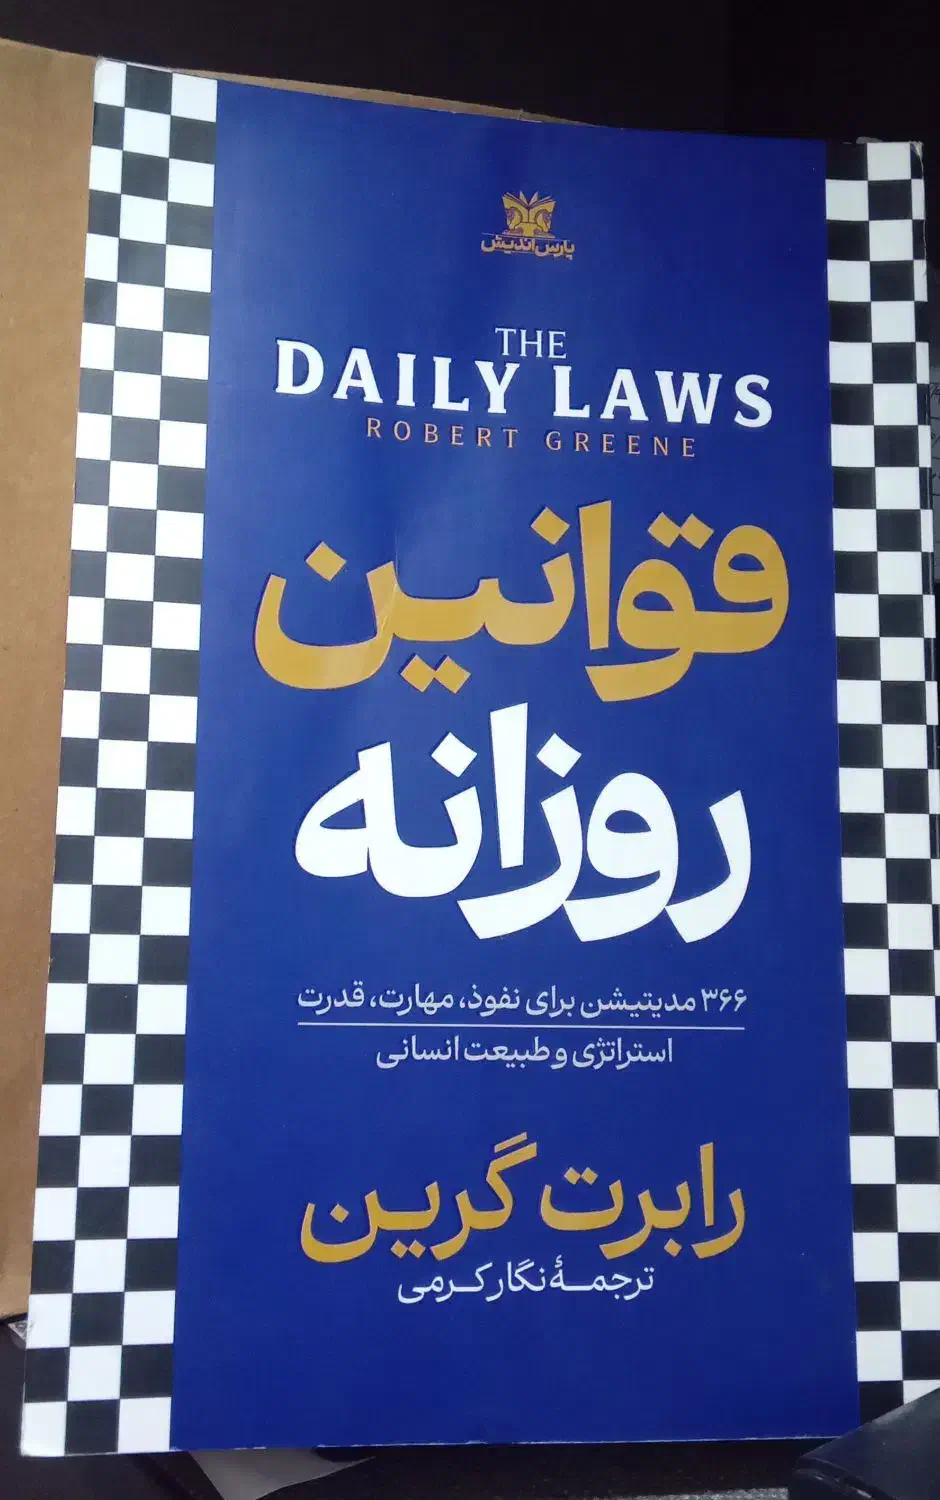 پارس اندیش
THE
DAILY LAWS
ROBERT GREENE
قوانین
روزانه
۳۶۶ مدیتیشن برای نفوذ، مهارت، قدرت
استراتژی و طبیعت انسانی
رابرت گرین
ترجمهٔ نگار کرمی